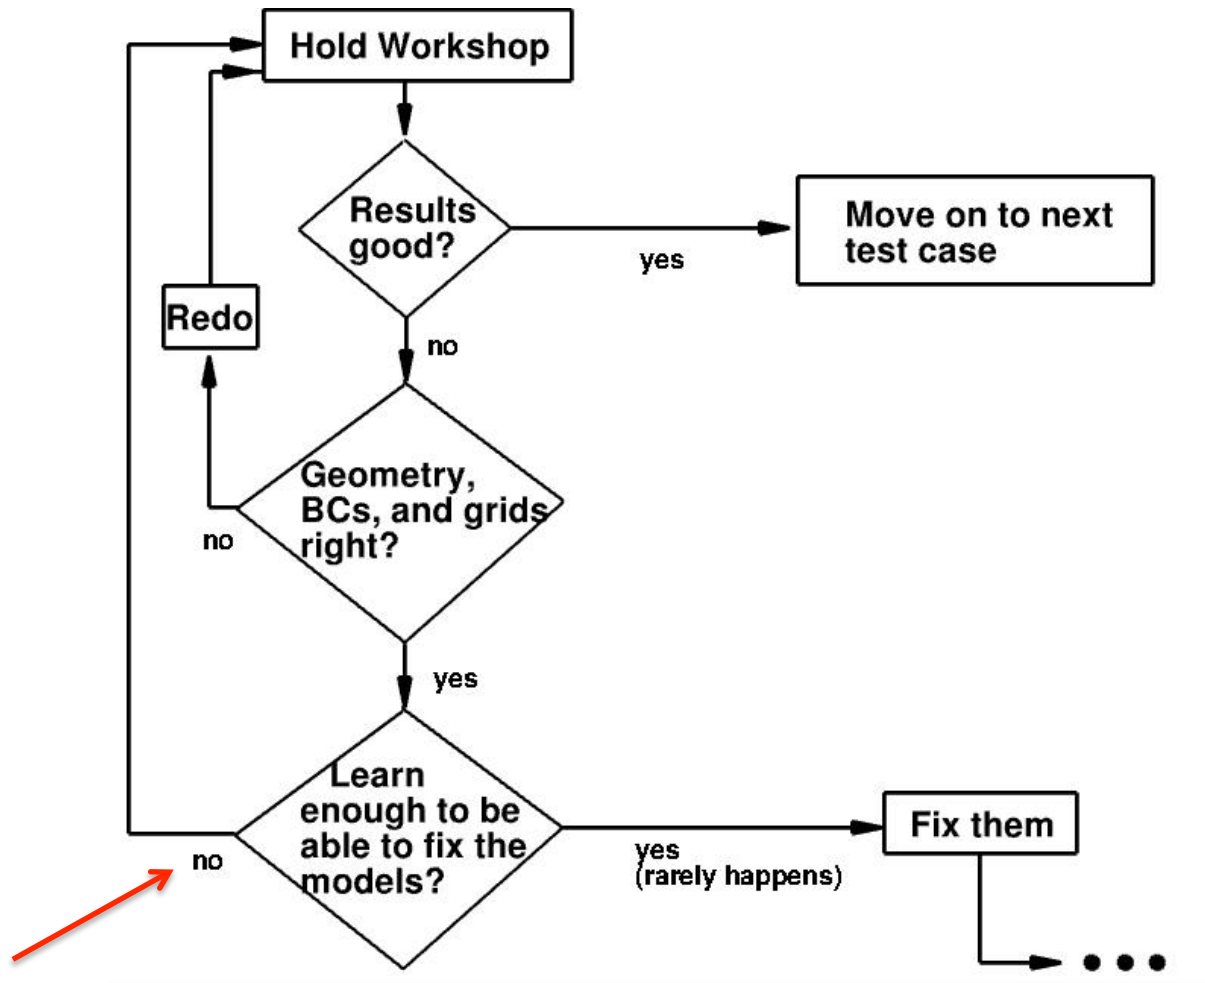 Hold Workshop
Results
good?
yes
Move on to next
test case
Redo
no
Geometry,
BCs, and grids
right?
no
yes
Learn
enough to be
able to fix the
models?
no
yes
(rarely happens)
Fix them